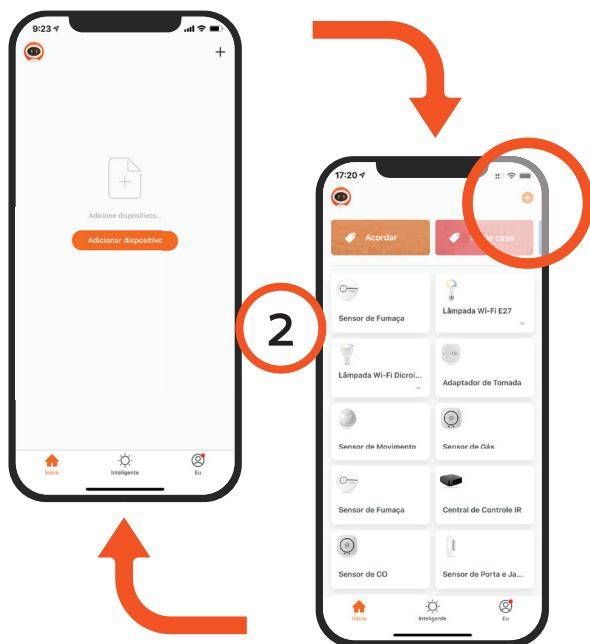 9:23
Adicione dispositivos...
Adicionar dispositivo
Início
Inteligente
Eu
2
17:20
Acordar
de casa
Sensor de Fumaça
Lâmpada Wi-Fi E27
Lâmpada Wi-Fi Dicroi...
Adaptador de Tomada
Sensor de Movimento
Sensor de Gás
Sensor de Fumaça
Central de Controle IR
Sensor de CO
Sensor de Porta e Ja...
Início
Inteligente
Eu